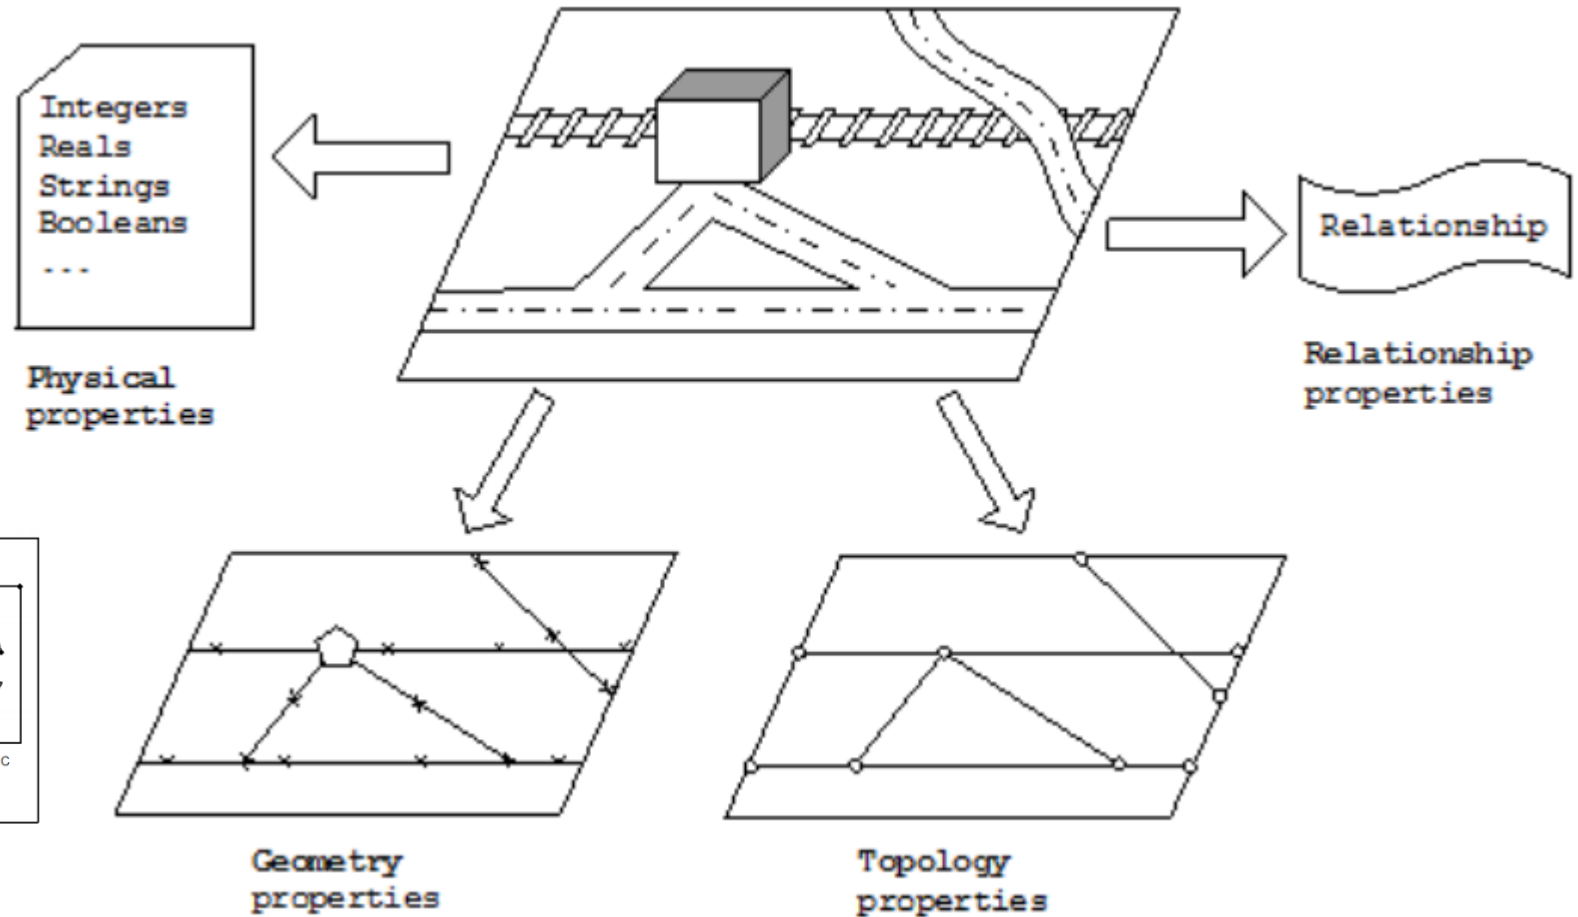 Integers
Reals
Strings
Booleans
...
Physical
properties
Relationship
Relationship
properties
c
Geometry
properties
Topology
properties